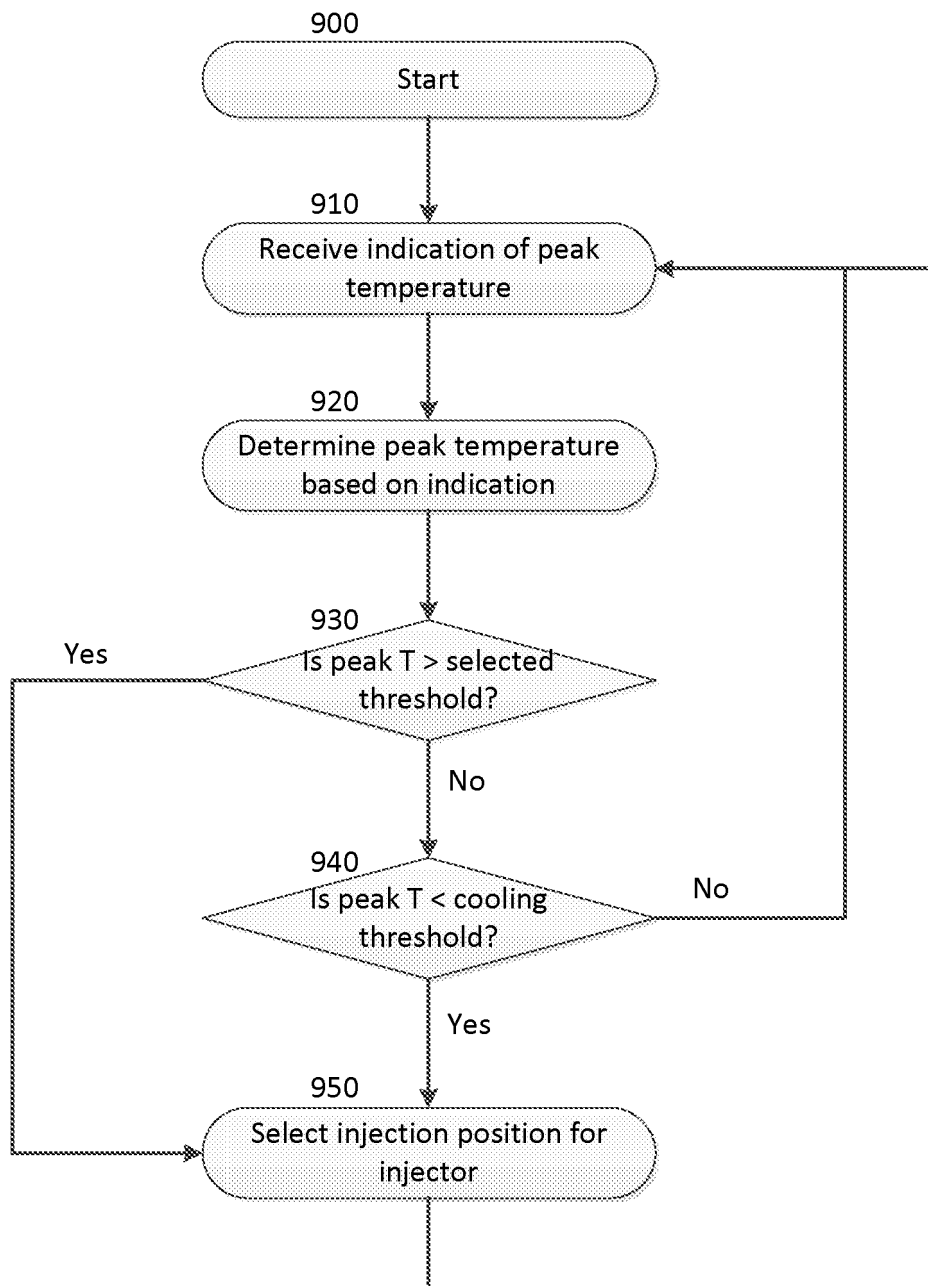 900
Start
910
Receive indication of peak
temperature
920
Determine peak temperature
based on indication
930
Yes
Is peak T > selected
threshold?
No
940
Is peak T < cooling
threshold?
No
Yes
950
Select injection position for
injector